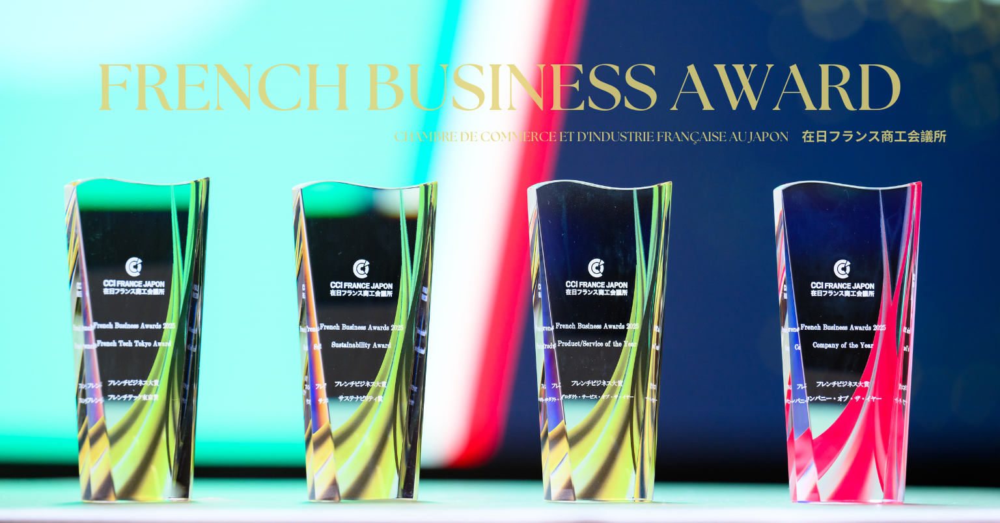 FRENCH BUSINESS AWARD
CHAMBRE DE COMMERCE ET D'INDUSTRIE FRANÇAISE AU JAPON 在日フランス商工会議所
CCI FRANCE JAPON
在日フランス商工会議所
French Business Awards 2025
French Tech Tokyo Award
フレンチビジネス大賞
フレンチテック東京賞
CCI FRANCE JAPON
在日フランス商工会議所
French Business Awards 2025
Sustainability Award
フレンチビジネス大賞
サステナビリティ賞
CCI FRANCE JAPON
在日フランス商工会議所
French Business Awards 2025
Product/Service of the Year
フレンチビジネス大賞
プロダクト・サービス・オブ・ザ・イヤー
CCI FRANCE JAPON
在日フランス商工会議所
French Business Awards 2025
Company of the Year
フレンチビジネス大賞
カンパニー・オブ・ザ・イヤー